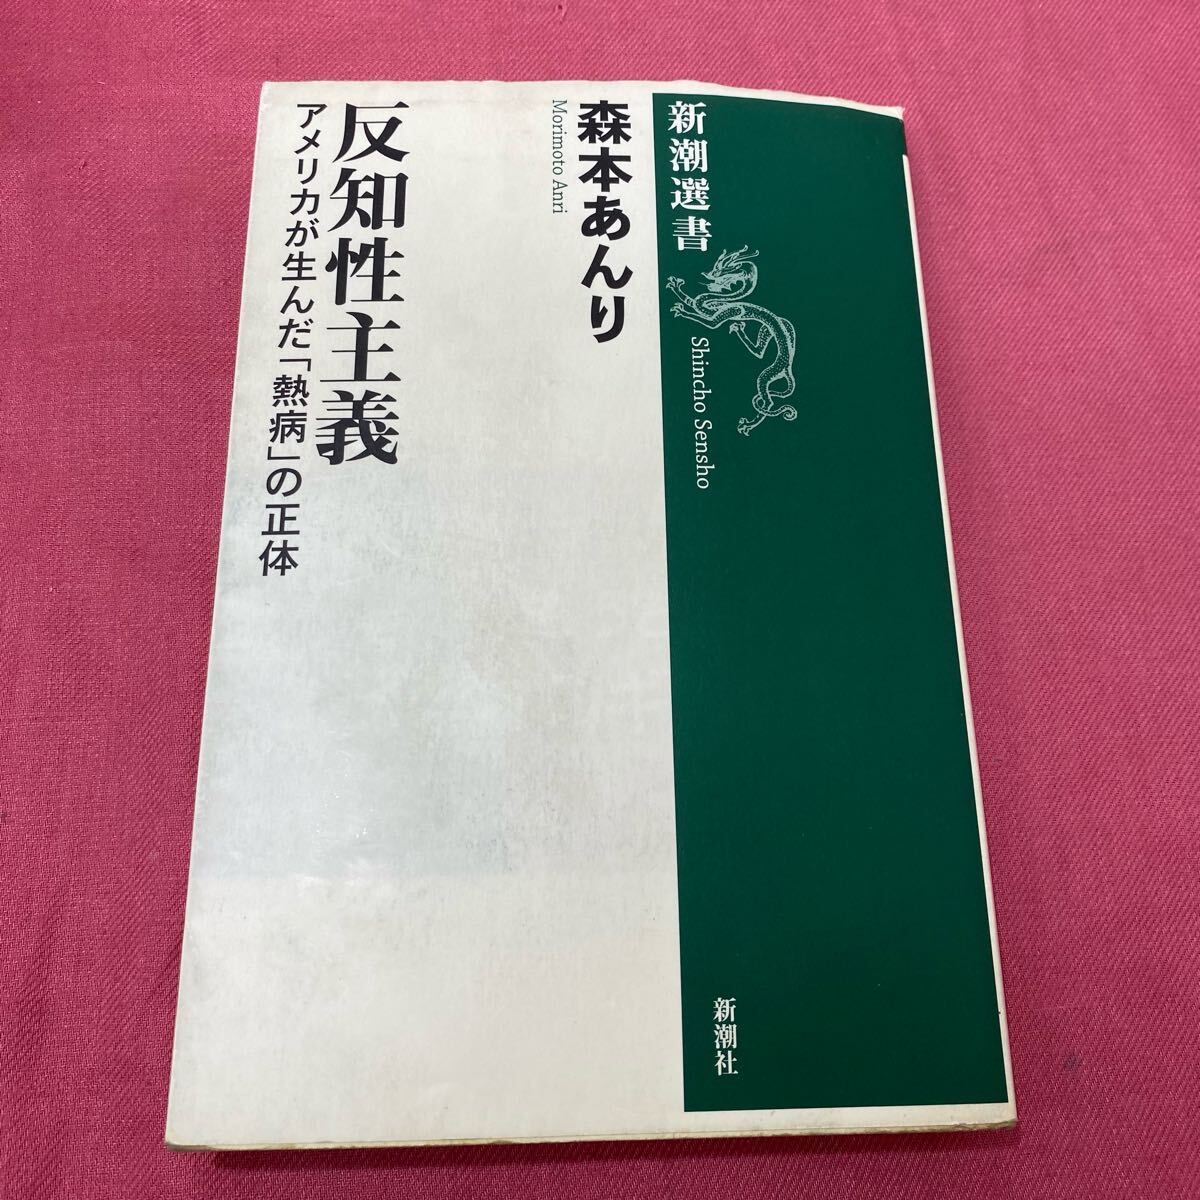 新潮選書
Shincho Sensho
森本あんり
Morimoto Anri
反知性主義
アメリカが生んだ「熱病」の正体
新潮社